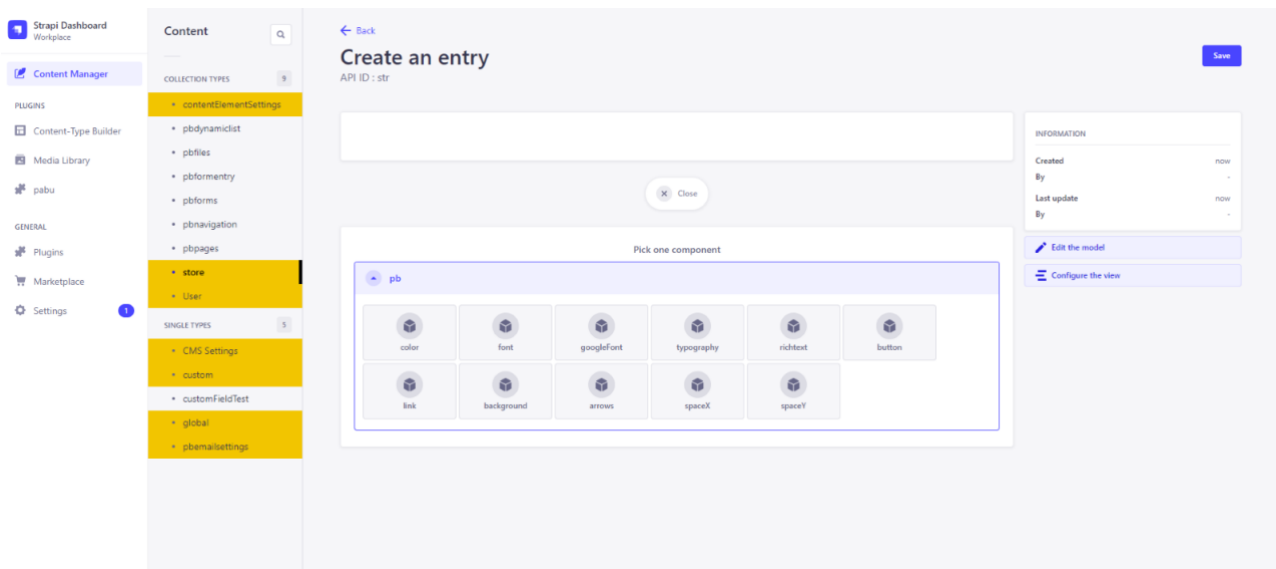 Strapi Dashboard
Workplace
Content Manager
PLUGINS
Content-Type Builder
Media Library
pabu
GENERAL
Plugins
Marketplace
Settings
1
Content
COLLECTION TYPES
9
contentElementSettings
pbdynamiclist
pbfiles
pbformentry
pbforms
pbnavigation
pbpages
store
User
SINGLE TYPES
5
CMS Settings
custom
customFieldTest
global
pbemailsettings
Back
Create an entry
API ID : str
Save
Close
Pick one component
pb
color
font
googleFont
typography
richtext
button
link
background
arrows
spaceX
spaceY
INFORMATION
Created now
By -
Last update now
By -
Edit the model
Configure the view